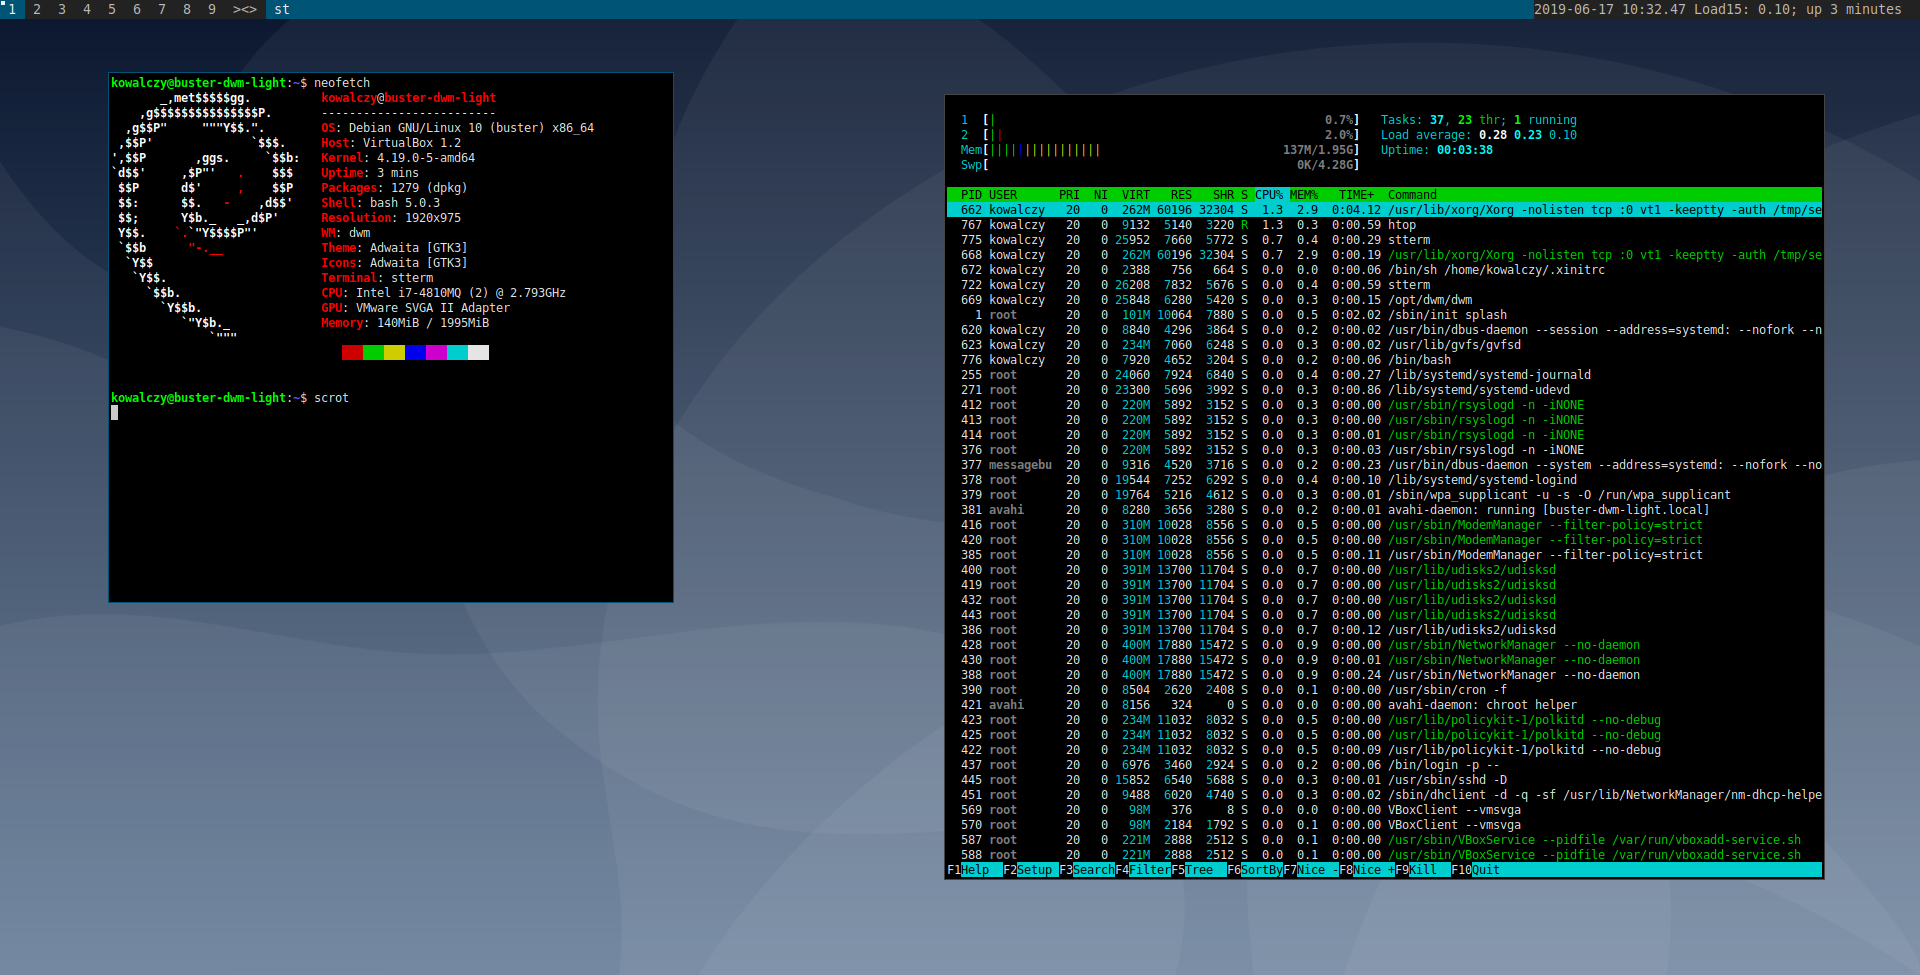 1 2 3 4 5 6 7 8 9 ><> st 2019-06-17 10:32.47 Load15: 0.10; up 3 minutes
kowalczy@buster-dwm-light:~$ neofetch
_,met$$$$$gg. kowalczy@buster-dwm-light
,g$$$$$$$$$$$$$$$P. -------------------------
,g$$P" """Y$$.". OS: Debian GNU/Linux 10 (buster) x86_64
,$$P' `$$$. Host: VirtualBox 1.2
',$$P ,ggs. `$$b: Kernel: 4.19.0-5-amd64
`d$$' ,$P"' . $$$ Uptime: 3 mins
$$P d$' , $$P Packages: 1279 (dpkg)
$$: $$. - ,d$$' Shell: bash 5.0.3
$$; Y$b._ _,d$P' Resolution: 1920x975
Y$$. `.`"Y$$$$P"' WM: dwm
`$$b "-.__ Theme: Adwaita [GTK3]
`Y$$ Icons: Adwaita [GTK3]
`Y$$. Terminal: stterm
`$$b. CPU: Intel i7-4810MQ (2) @ 2.793GHz
`Y$$b. GPU: VMware SVGA II Adapter
`"Y$b._ Memory: 140MiB / 1995MiB
`"""
kowalczy@buster-dwm-light:~$ scrot
1 [| 0.7%] Tasks: 37, 23 thr; 1 running
2 [|| 2.0%] Load average: 0.28 0.23 0.10
Mem[|||||||||||||||| 137M/1.95G] Uptime: 00:03:38
Swp[ 0K/4.28G]
PID USER PRI NI VIRT RES SHR S CPU% MEM% TIME+ Command
662 kowalczy 20 0 262M 60196 32304 S 1.3 2.9 0:04.12 /usr/lib/xorg/Xorg -nolisten tcp :0 vt1 -keeptty -auth /tmp/se
767 kowalczy 20 0 9132 5140 3220 R 1.3 0.3 0:00.59 htop
775 kowalczy 20 0 25952 7660 5772 S 0.7 0.4 0:00.29 stterm
668 kowalczy 20 0 262M 60196 32304 S 0.7 2.9 0:00.19 /usr/lib/xorg/Xorg -nolisten tcp :0 vt1 -keeptty -auth /tmp/se
672 kowalczy 20 0 2388 756 664 S 0.0 0.0 0:00.06 /bin/sh /home/kowalczy/.xinitrc
722 kowalczy 20 0 26208 7832 5676 S 0.0 0.4 0:00.59 stterm
669 kowalczy 20 0 25848 6280 5420 S 0.0 0.3 0:00.15 /opt/dwm/dwm
1 root 20 0 101M 10064 7880 S 0.0 0.5 0:02.02 /sbin/init splash
620 kowalczy 20 0 8840 4296 3864 S 0.0 0.2 0:00.02 /usr/bin/dbus-daemon --session --address=systemd: --nofork --n
623 kowalczy 20 0 234M 7060 6248 S 0.0 0.3 0:00.02 /usr/lib/gvfs/gvfsd
776 kowalczy 20 0 7920 4652 3204 S 0.0 0.2 0:00.06 /bin/bash
255 root 20 0 24060 7924 6840 S 0.0 0.4 0:00.27 /lib/systemd/systemd-journald
271 root 20 0 23300 5696 3992 S 0.0 0.3 0:00.86 /lib/systemd/systemd-udevd
412 root 20 0 220M 5892 3152 S 0.0 0.3 0:00.00 /usr/sbin/rsyslogd -n -iNONE
413 root 20 0 220M 5892 3152 S 0.0 0.3 0:00.00 /usr/sbin/rsyslogd -n -iNONE
414 root 20 0 220M 5892 3152 S 0.0 0.3 0:00.01 /usr/sbin/rsyslogd -n -iNONE
376 root 20 0 220M 5892 3152 S 0.0 0.3 0:00.03 /usr/sbin/rsyslogd -n -iNONE
377 messagebu 20 0 9316 4520 3716 S 0.0 0.2 0:00.23 /usr/bin/dbus-daemon --system --address=systemd: --nofork --no
378 root 20 0 19544 7252 6292 S 0.0 0.4 0:00.10 /lib/systemd/systemd-logind
379 root 20 0 19764 5216 4612 S 0.0 0.3 0:00.01 /sbin/wpa_supplicant -u -s -O /run/wpa_supplicant
381 avahi 20 0 8280 3656 3280 S 0.0 0.2 0:00.01 avahi-daemon: running [buster-dwm-light.local]
416 root 20 0 310M 10028 8556 S 0.0 0.5 0:00.00 /usr/sbin/ModemManager --filter-policy=strict
420 root 20 0 310M 10028 8556 S 0.0 0.5 0:00.00 /usr/sbin/ModemManager --filter-policy=strict
385 root 20 0 310M 10028 8556 S 0.0 0.5 0:00.11 /usr/sbin/ModemManager --filter-policy=strict
400 root 20 0 391M 13700 11704 S 0.0 0.7 0:00.00 /usr/lib/udisks2/udisksd
419 root 20 0 391M 13700 11704 S 0.0 0.7 0:00.00 /usr/lib/udisks2/udisksd
432 root 20 0 391M 13700 11704 S 0.0 0.7 0:00.00 /usr/lib/udisks2/udisksd
443 root 20 0 391M 13700 11704 S 0.0 0.7 0:00.00 /usr/lib/udisks2/udisksd
386 root 20 0 391M 13700 11704 S 0.0 0.7 0:00.12 /usr/lib/udisks2/udisksd
428 root 20 0 400M 17880 15472 S 0.0 0.9 0:00.00 /usr/sbin/NetworkManager --no-daemon
430 root 20 0 400M 17880 15472 S 0.0 0.9 0:00.01 /usr/sbin/NetworkManager --no-daemon
388 root 20 0 400M 17880 15472 S 0.0 0.9 0:00.24 /usr/sbin/NetworkManager --no-daemon
390 root 20 0 8504 2620 2408 S 0.0 0.1 0:00.00 /usr/sbin/cron -f
421 avahi 20 0 8156 324 0 S 0.0 0.0 0:00.00 avahi-daemon: chroot helper
423 root 20 0 234M 11032 8032 S 0.0 0.5 0:00.00 /usr/lib/policykit-1/polkitd --no-debug
425 root 20 0 234M 11032 8032 S 0.0 0.5 0:00.00 /usr/lib/policykit-1/polkitd --no-debug
422 root 20 0 234M 11032 8032 S 0.0 0.5 0:00.09 /usr/lib/policykit-1/polkitd --no-debug
437 root 20 0 6976 3460 2924 S 0.0 0.2 0:00.06 /bin/login -p --
445 root 20 0 15852 6540 5688 S 0.0 0.3 0:00.01 /usr/sbin/sshd -D
451 root 20 0 9488 6020 4740 S 0.0 0.3 0:00.02 /sbin/dhclient -d -q -sf /usr/lib/NetworkManager/nm-dhcp-helpe
569 root 20 0 98M 376 8 S 0.0 0.0 0:00.00 VBoxClient --vmsvga
570 root 20 0 98M 2184 1792 S 0.0 0.1 0:00.00 VBoxClient --vmsvga
587 root 20 0 221M 2888 2512 S 0.0 0.1 0:00.00 /usr/sbin/VBoxService --pidfile /var/run/vboxadd-service.sh
588 root 20 0 221M 2888 2512 S 0.0 0.1 0:00.00 /usr/sbin/VBoxService --pidfile /var/run/vboxadd-service.sh
F1Help F2Setup F3SearchF4FilterF5Tree F6SortByF7Nice -F8Nice +F9Kill F10Quit